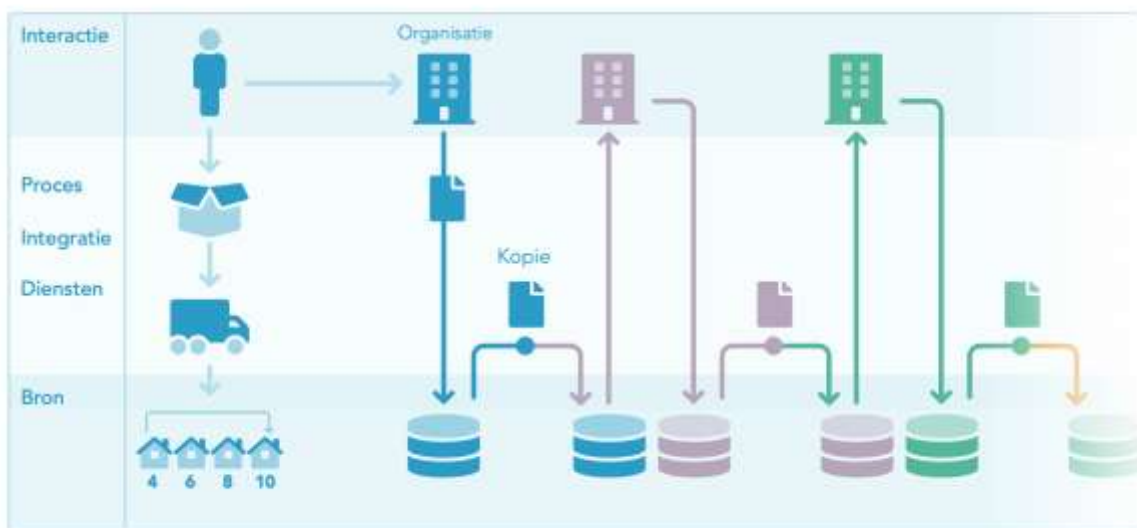 Interactie
Organisatie
Proces
Integratie
Kopie
Diensten
Bron
4 6 8 10